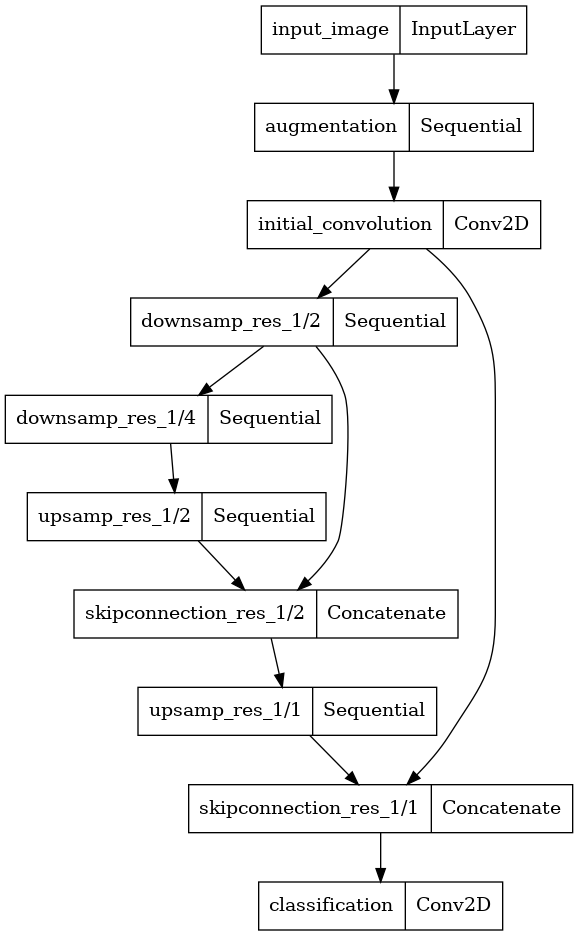 input_image InputLayer
augmentation Sequential
initial_convolution Conv2D
downsamp_res_1/2 Sequential
downsamp_res_1/4 Sequential
upsamp_res_1/2 Sequential
skipconnection_res_1/2 Concatenate
upsamp_res_1/1 Sequential
skipconnection_res_1/1 Concatenate
classification Conv2D